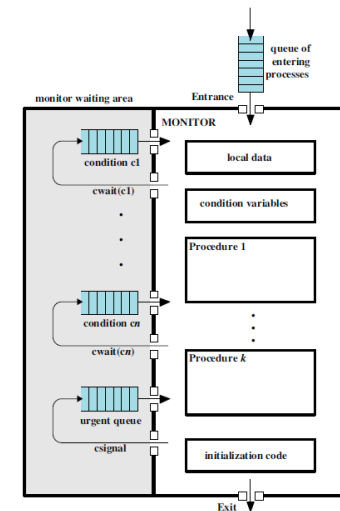 queue of
entering
processes
Entrance
monitor waiting area
MONITOR
condition c1
local data
cwait(c1)
condition variables
Procedure 1
condition cn
cwait(cn)
Procedure k
urgent queue
csignal
initialization code
Exit